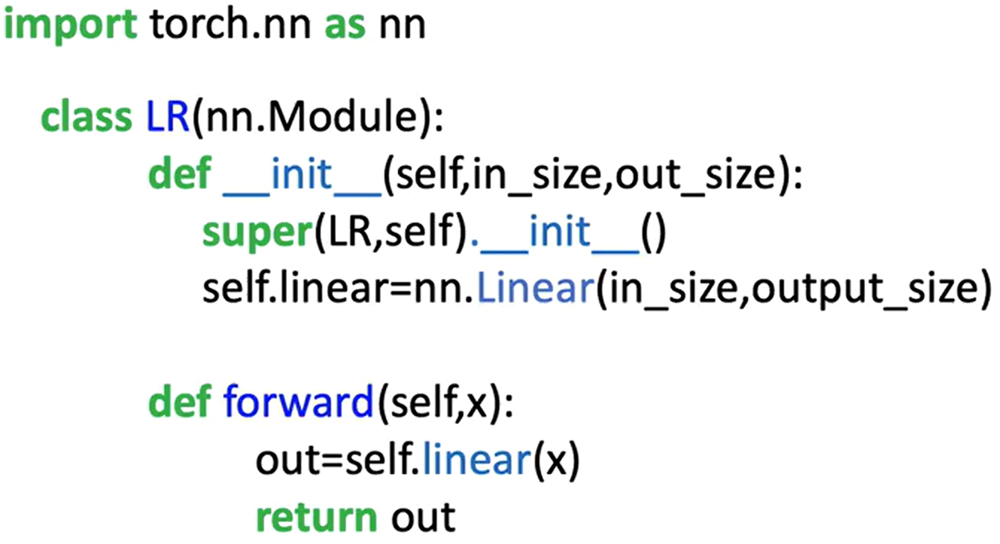 import torch.nn as nn
class LR(nn.Module):
def __init__(self,in_size,out_size):
super(LR,self).__init__()
self.linear=nn.Linear(in_size,output_size)
def forward(self,x):
out=self.linear(x)
return out